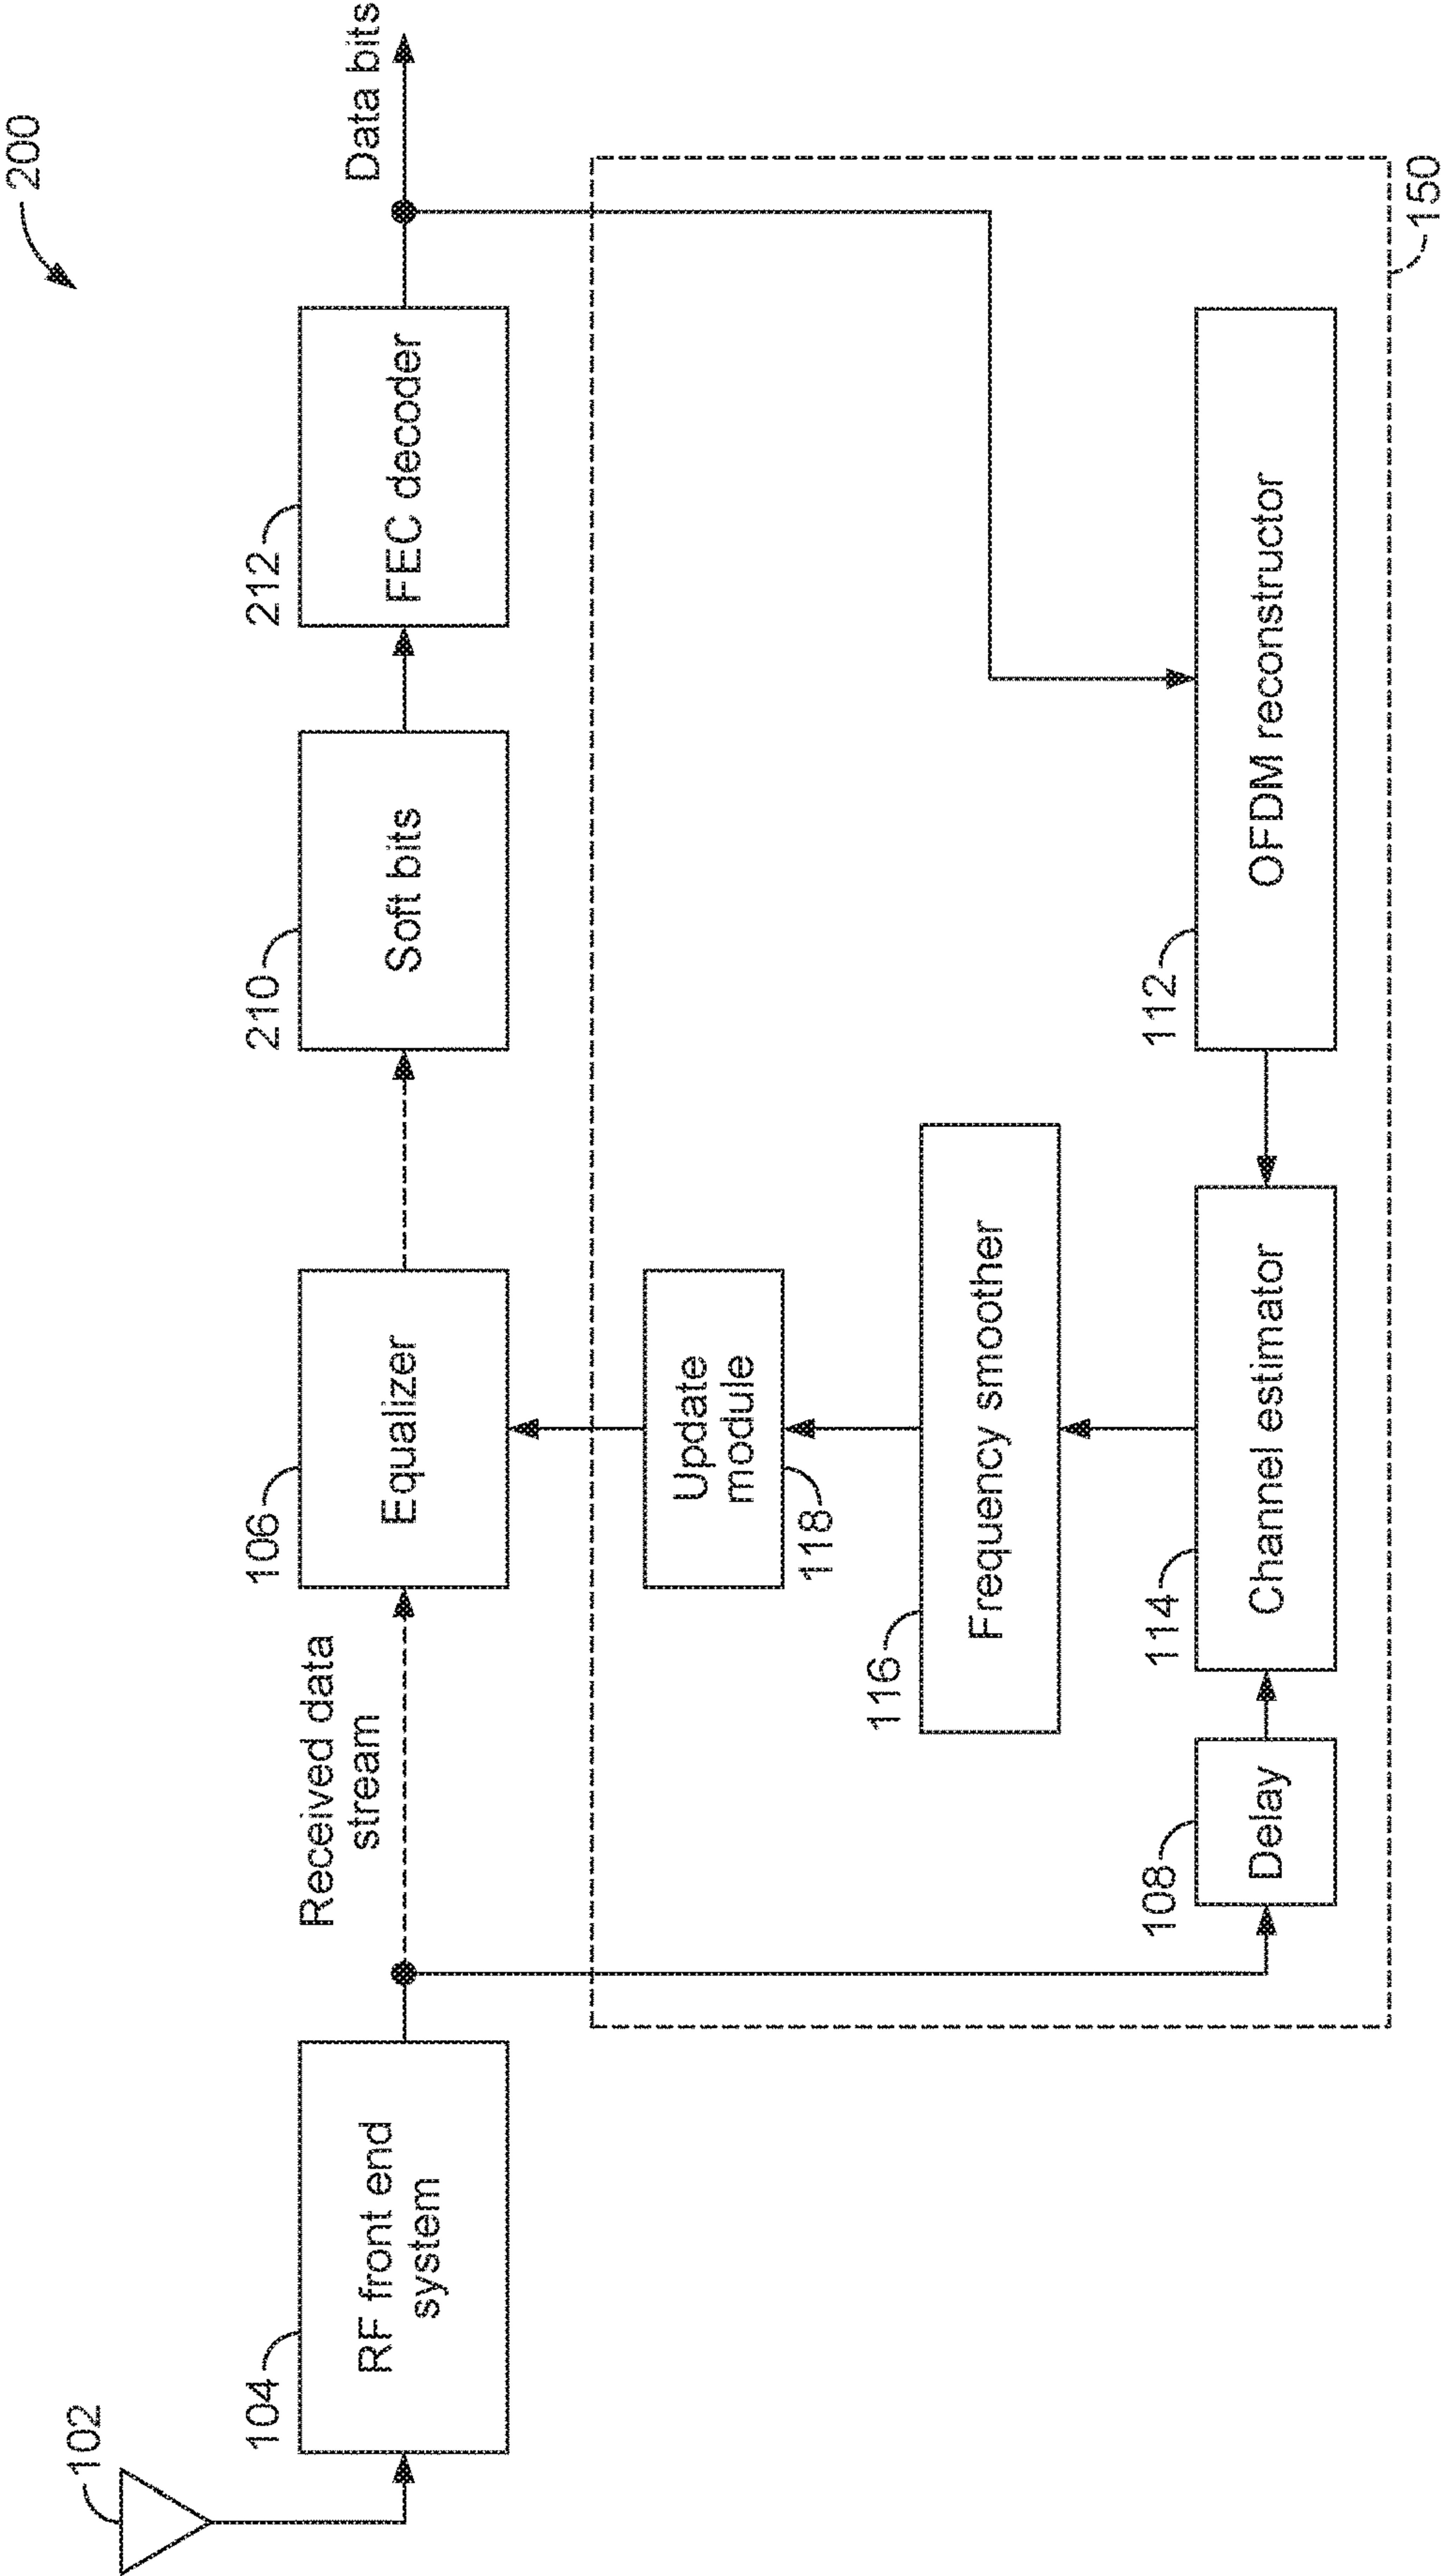 200
102
104
RF front end
system
Received data
stream
106
Equalizer
210
Soft bits
212
FEC decoder
Data bits
118
Update
module
116
Frequency smoother
108
Delay
114
Channel estimator
112
OFDM reconstructor
150